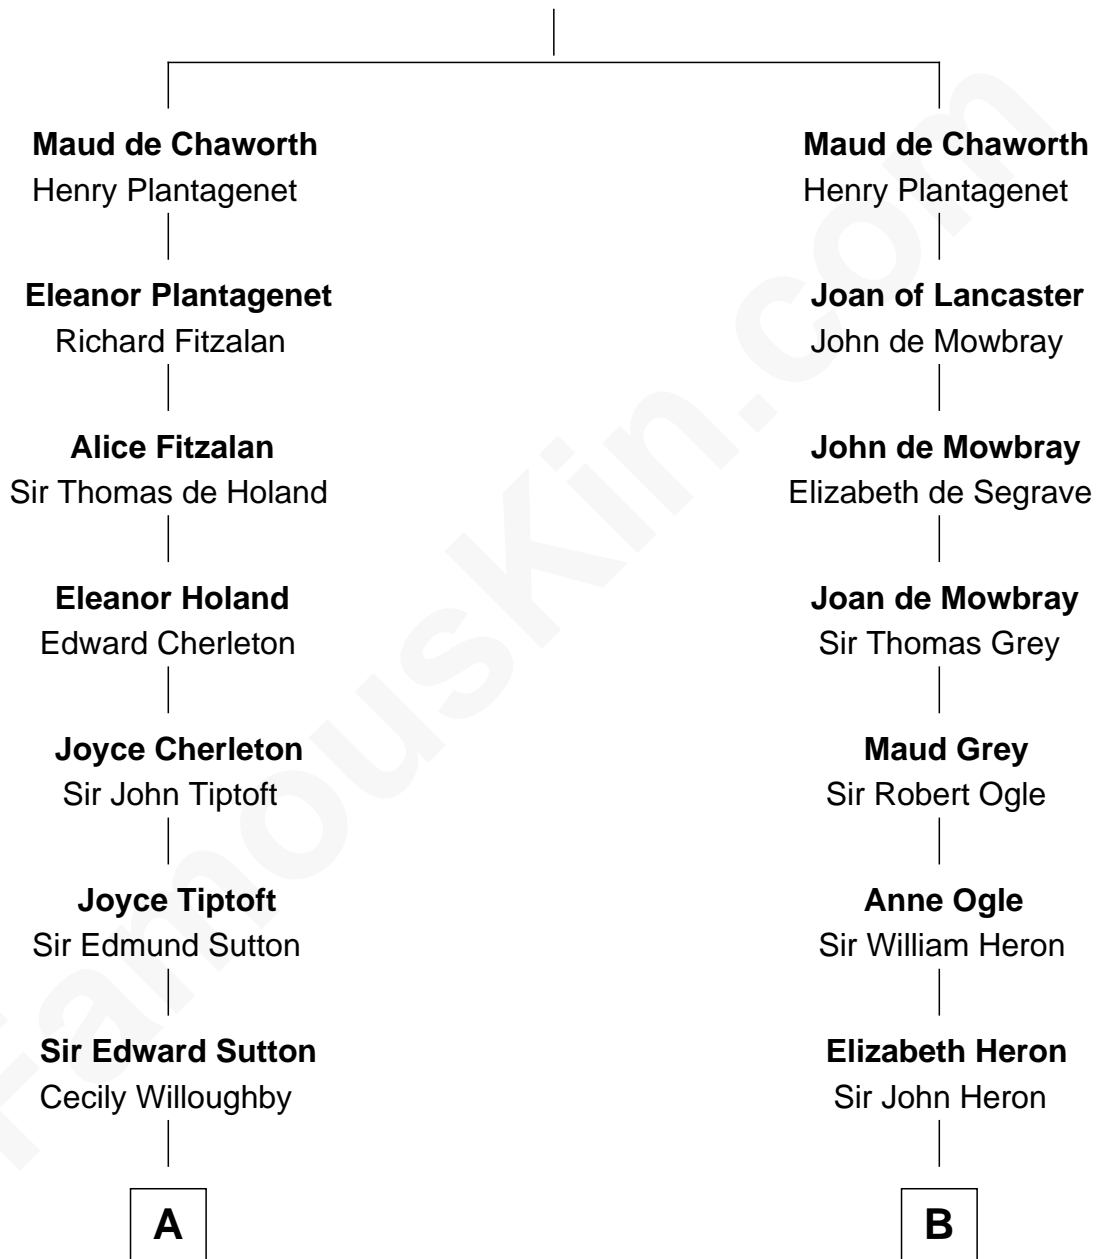 Maud de Chaworth
Henry Plantagenet
Eleanor Plantagenet
Richard Fitzalan
Alice Fitzalan
Sir Thomas de Holand
Eleanor Holand
Edward Cherleton
Joyce Cherleton
Sir John Tiptoft
Joyce Tiptoft
Sir Edmund Sutton
Sir Edward Sutton
Cecily Willoughby
A
Maud de Chaworth
Henry Plantagenet
Joan of Lancaster
John de Mowbray
John de Mowbray
Elizabeth de Segrave
Joan de Mowbray
Sir Thomas Grey
Maud Grey
Sir Robert Ogle
Anne Ogle
Sir William Heron
Elizabeth Heron
Sir John Heron
B
FamousKin.com